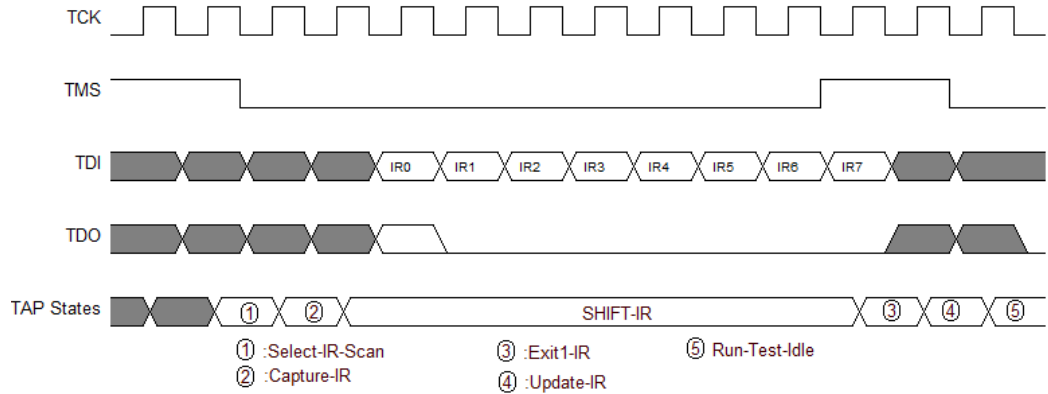 TCK
TMS
TDI IR0 IR1 IR2 IR3 IR4 IR5 IR6 IR7
TDO
TAP States ① ② SHIFT-IR ③ ④ ⑤
① :Select-IR-Scan ③ :Exit1-IR ⑤ Run-Test-Idle
② :Capture-IR ④ :Update-IR